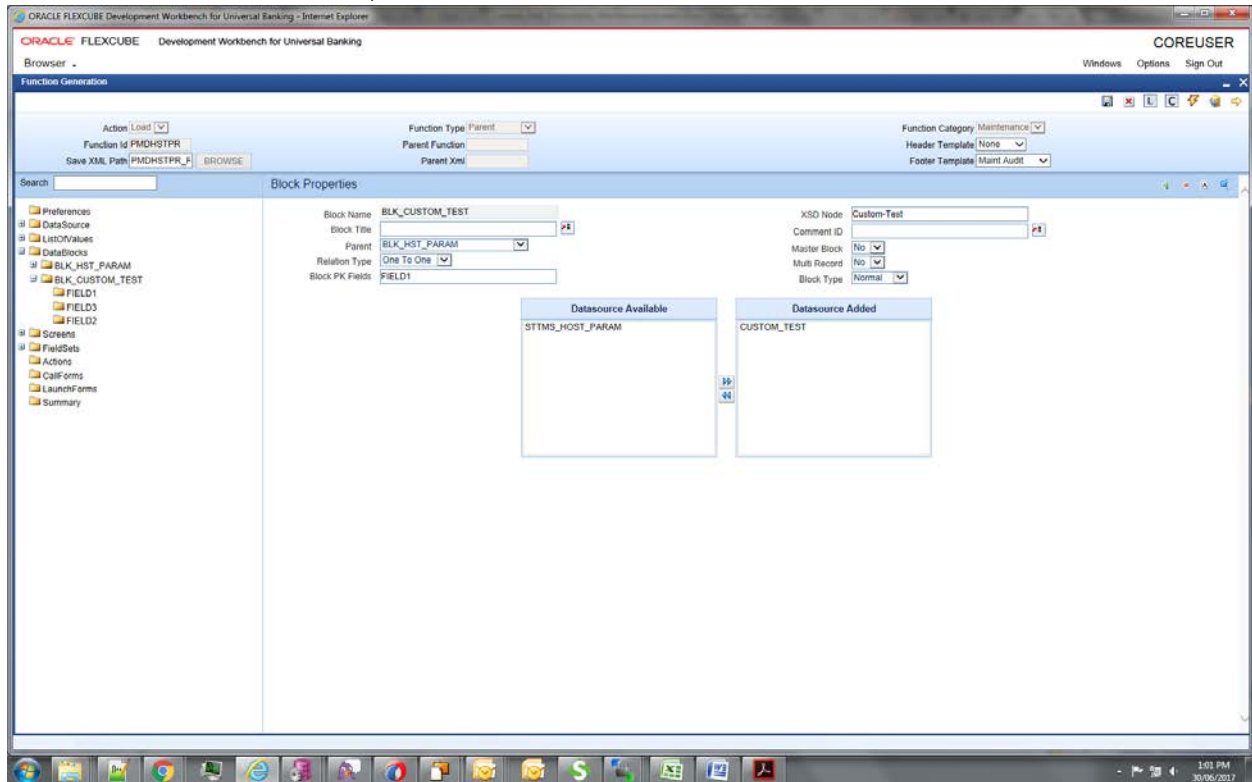 ORACLE FLEXCUBE Development Workbench for Universal Banking - Internet Explorer
ORACLE FLEXCUBE Development Workbench for Universal Banking COREUSER
Browser Windows Options Sign Out
Function Generation
L C
Action Load Function Type Parent Function Category Maintenance
Function Id PMDHSTPR Parent Function Header Template None
Save XML Path PMDHSTPR_F BROWSE Parent Xml Footer Template Maint Audit
Search Block Properties
Preferences
DataSource
ListOfValues
DataBlocks
BLK_HST_PARAM
BLK_CUSTOM_TEST
FIELD1
FIELD3
FIELD2
Screens
FieldSets
Actions
CallForms
LaunchForms
Summary
Block Name BLK_CUSTOM_TEST XSD Node Custom-Test
Block Title Comment ID
Parent BLK_HST_PARAM Master Block No
Relation Type One To One Multi Record No
Block PK Fields FIELD1 Block Type Normal
Datasource Available Datasource Added
STTMS_HOST_PARAM CUSTOM_TEST
1:01 PM
30/06/2017